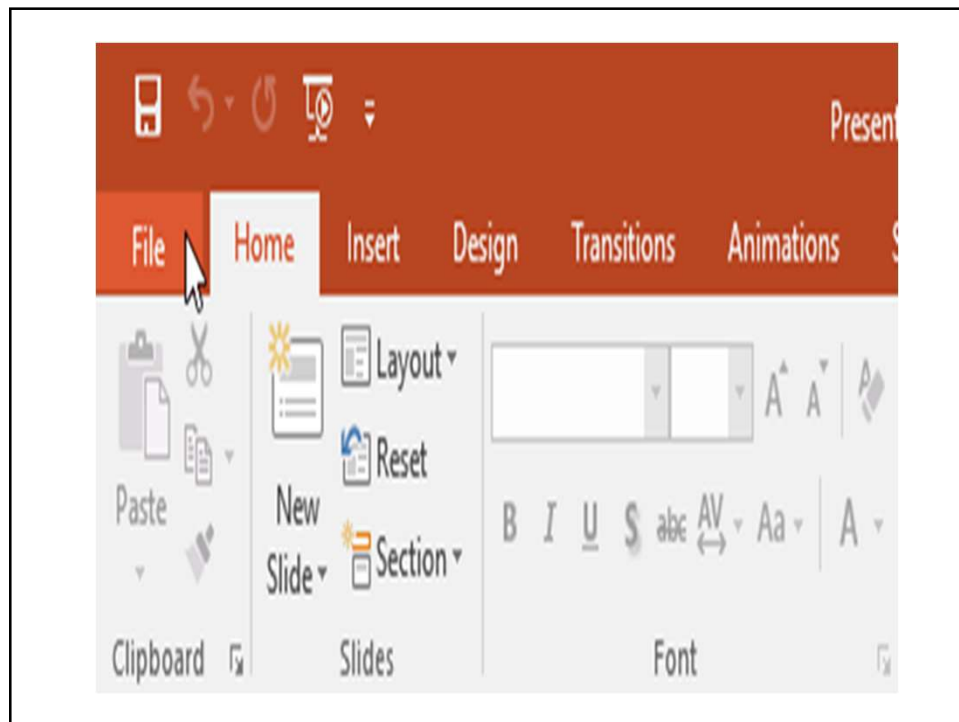 Present
File Home Insert Design Transitions Animations S
Layout
Reset
Paste New Slide Section
B I U S abc AV Aa A
Clipboard Slides Font